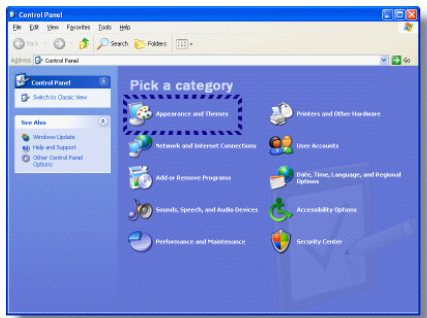 Control Panel
File Edit View Favorites Tools Help
Back Search Folders
Address Control Panel Go
Control Panel
Switch to Classic View
See Also
Windows Update
Help and Support
Other Control Panel
Options
Pick a category
Appearance and Themes
Printers and Other Hardware
Network and Internet Connections
User Accounts
Add or Remove Programs
Date, Time, Language, and Regional
Options
Sounds, Speech, and Audio Devices
Accessibility Options
Performance and Maintenance
Security Center